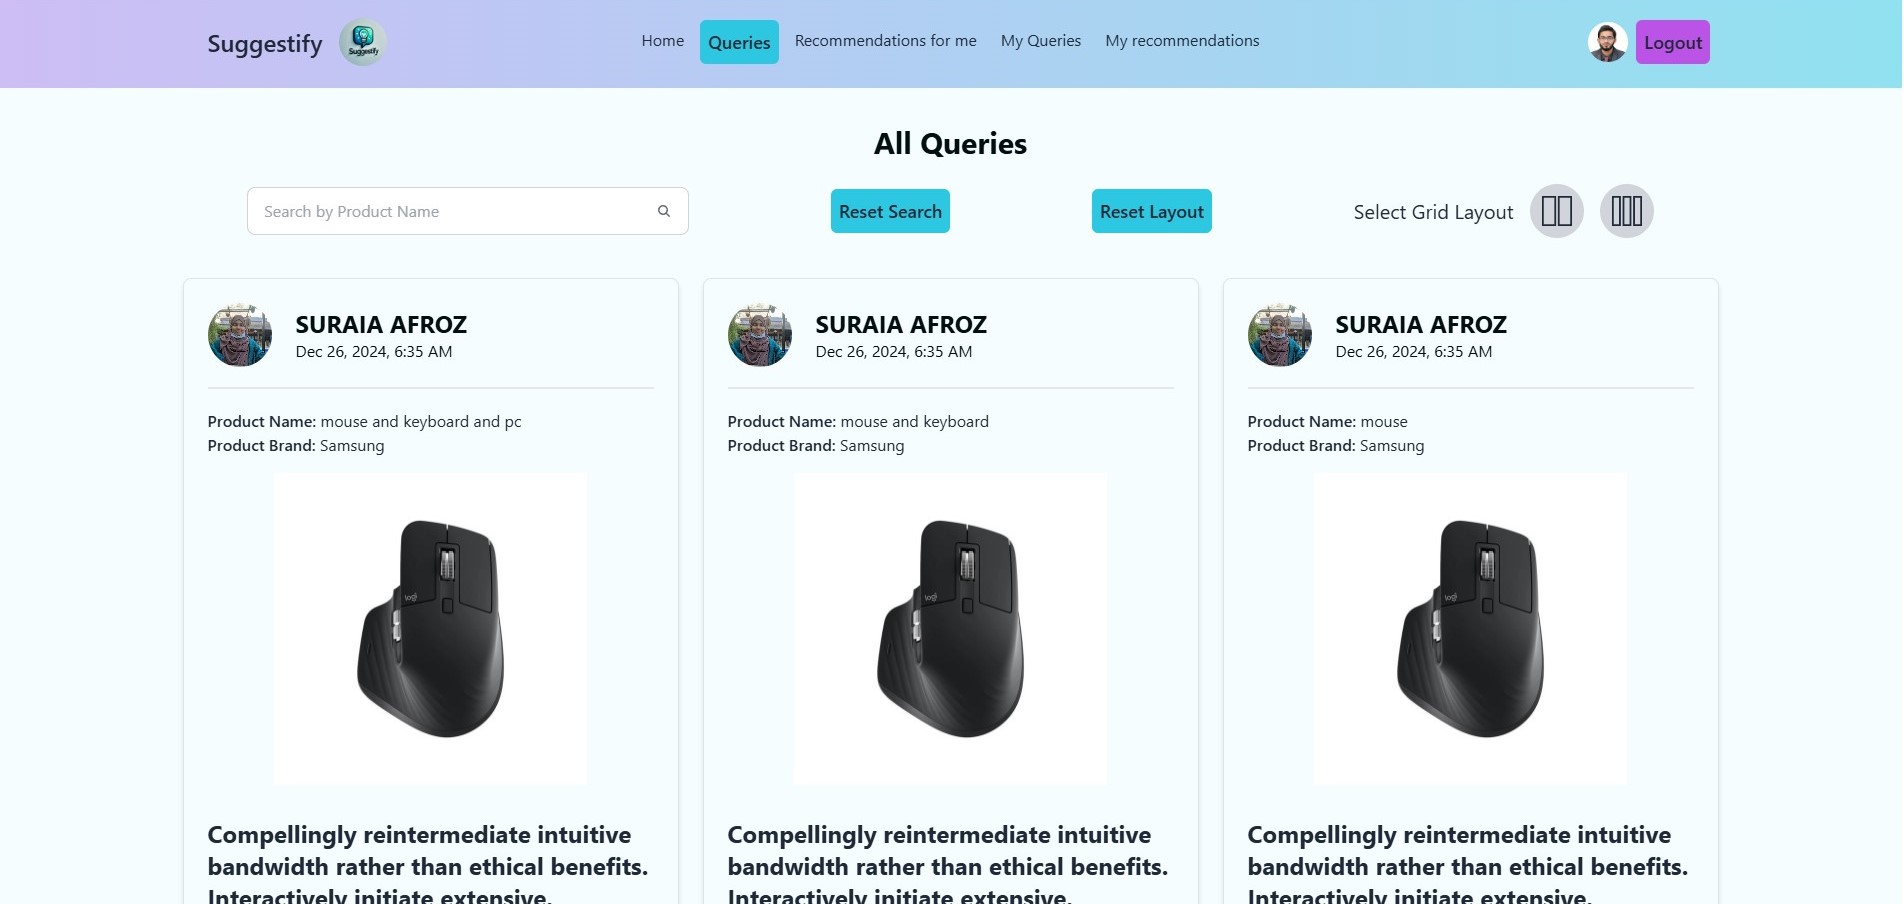 Suggestify
Suggestify
Home
Queries
Recommendations for me
My Queries
My recommendations
Logout
All Queries
Search by Product Name
Reset Search
Reset Layout
Select Grid Layout
SURAIA AFROZ
Dec 26, 2024, 6:35 AM
Product Name: mouse and keyboard and pc
Product Brand: Samsung
logi
Compellingly reintermediate intuitive
bandwidth rather than ethical benefits.
Interactively initiate extensive.
SURAIA AFROZ
Dec 26, 2024, 6:35 AM
Product Name: mouse and keyboard
Product Brand: Samsung
logi
Compellingly reintermediate intuitive
bandwidth rather than ethical benefits.
Interactively initiate extensive.
SURAIA AFROZ
Dec 26, 2024, 6:35 AM
Product Name: mouse
Product Brand: Samsung
logi
Compellingly reintermediate intuitive
bandwidth rather than ethical benefits.
Interactively initiate extensive.